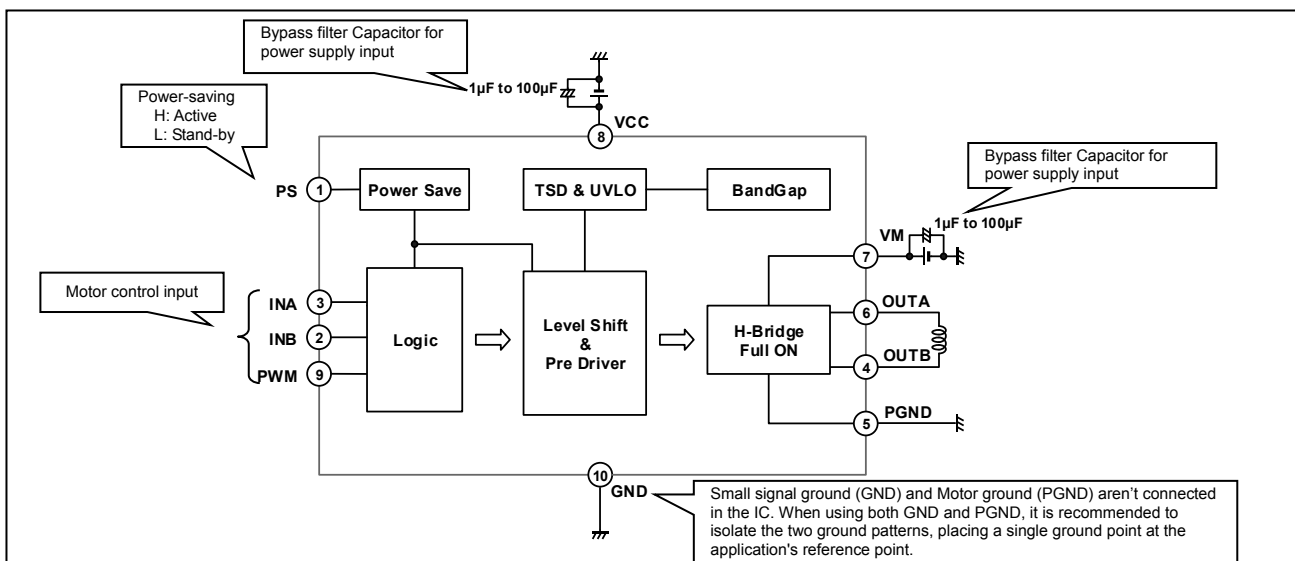 Bypass filter Capacitor for
power supply input
1µF to 100µF
Power-saving
H: Active
L: Stand-by
VCC
8
Bypass filter Capacitor for
power supply input
PS
1
Power Save
TSD & UVLO
BandGap
1µF to 100µF
VM
7
Motor control input
INA
3
INB
2
PWM
9
Logic
Level Shift
&
Pre Driver
H-Bridge
Full ON
OUTA
6
OUTB
4
PGND
5
10
GND
Small signal ground (GND) and Motor ground (PGND) aren't connected
in the IC. When using both GND and PGND, it is recommended to
isolate the two ground patterns, placing a single ground point at the
application's reference point.